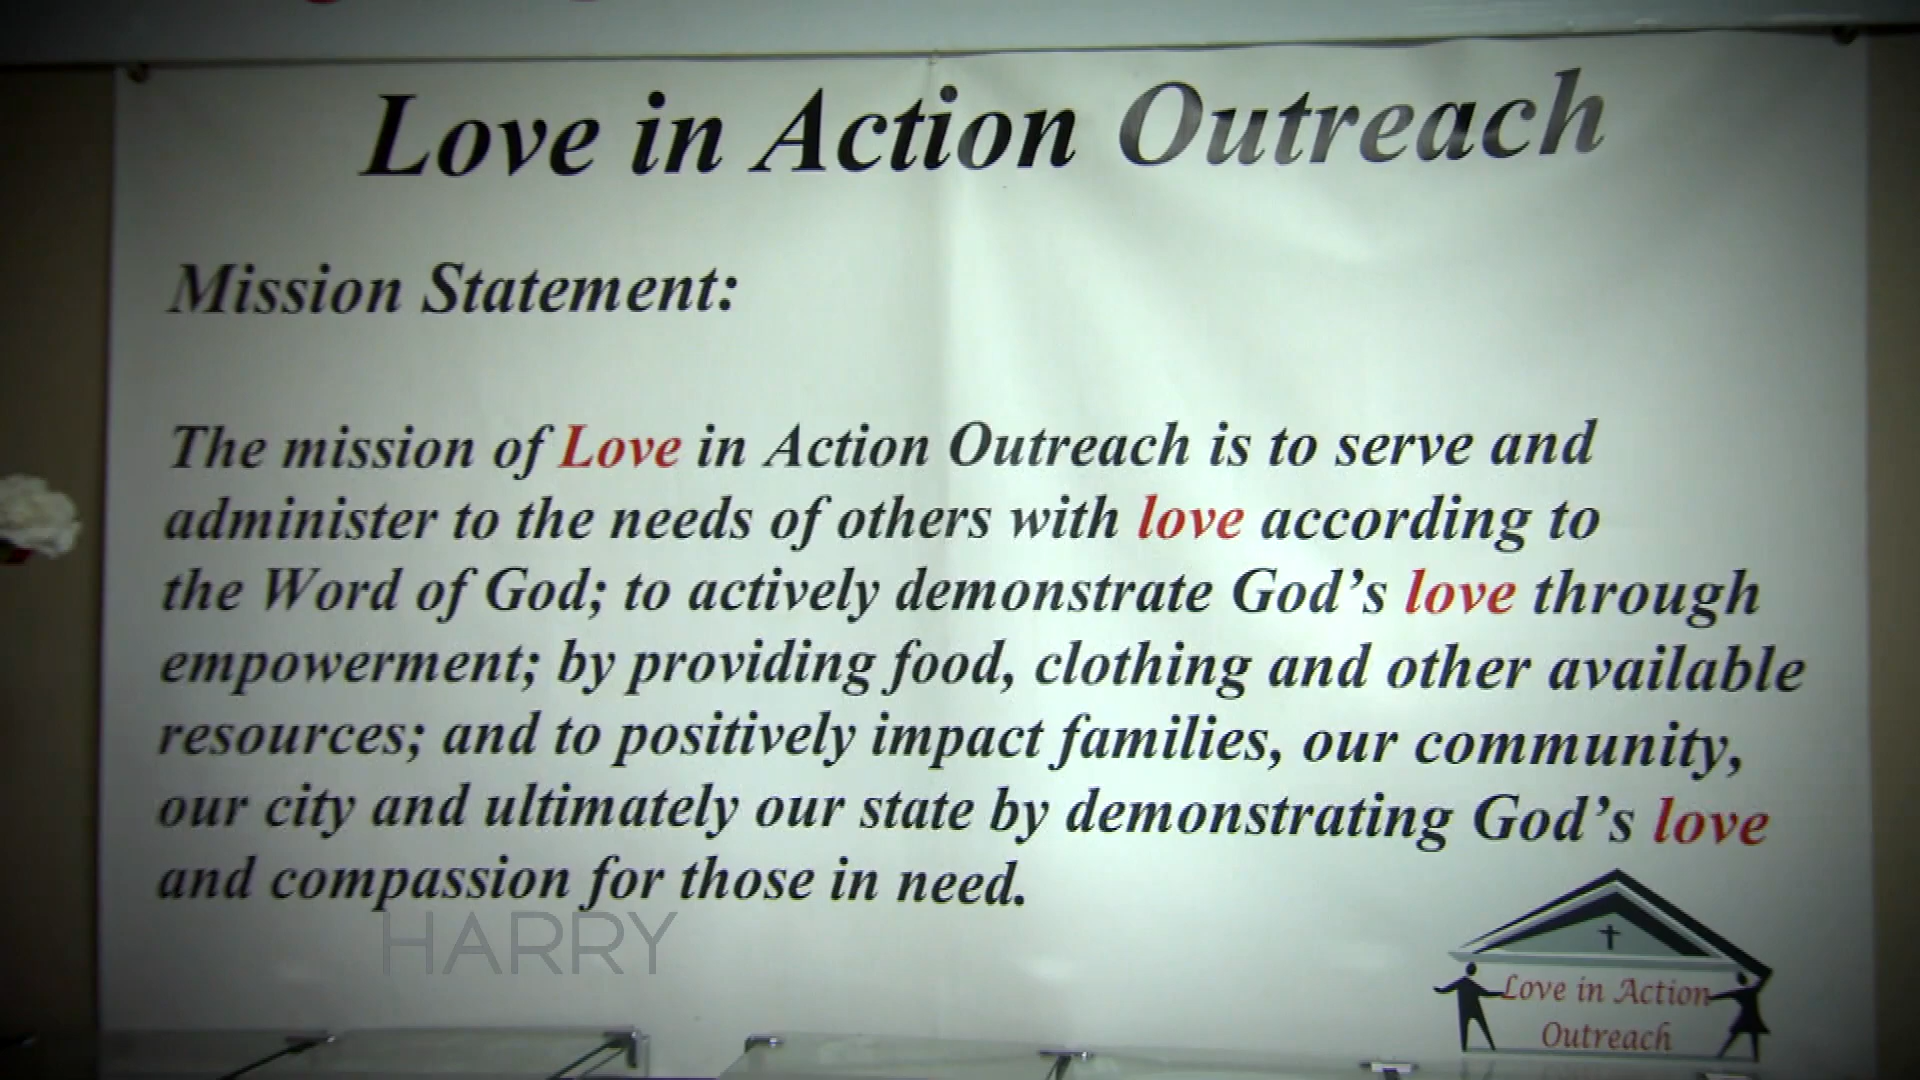 Love in Action Outreach
Mission Statement:
The mission of Love in Action Outreach is to serve and
administer to the needs of others with love according to
the Word of God; to actively demonstrate God's love through
empowerment; by providing food, clothing and other available
resources; and to positively impact families, our community,
our city and ultimately our state by demonstrating God's love
and compassion for those in need.
HARRY
Love in Action
Outreach